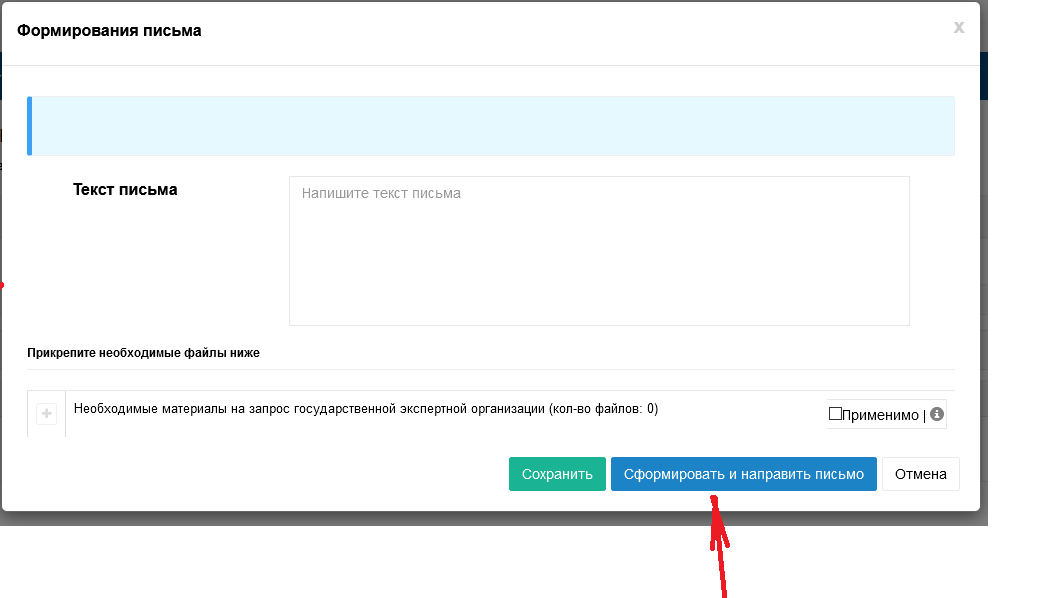 Формирования письма
x
Текст письма
Напишите текст письма
Прикрепите необходимые файлы ниже
Необходимые материалы на запрос государственной экспертной организации (кол-во файлов: 0)
Применимо |
Сохранить
Сформировать и направить письмо
Отмена